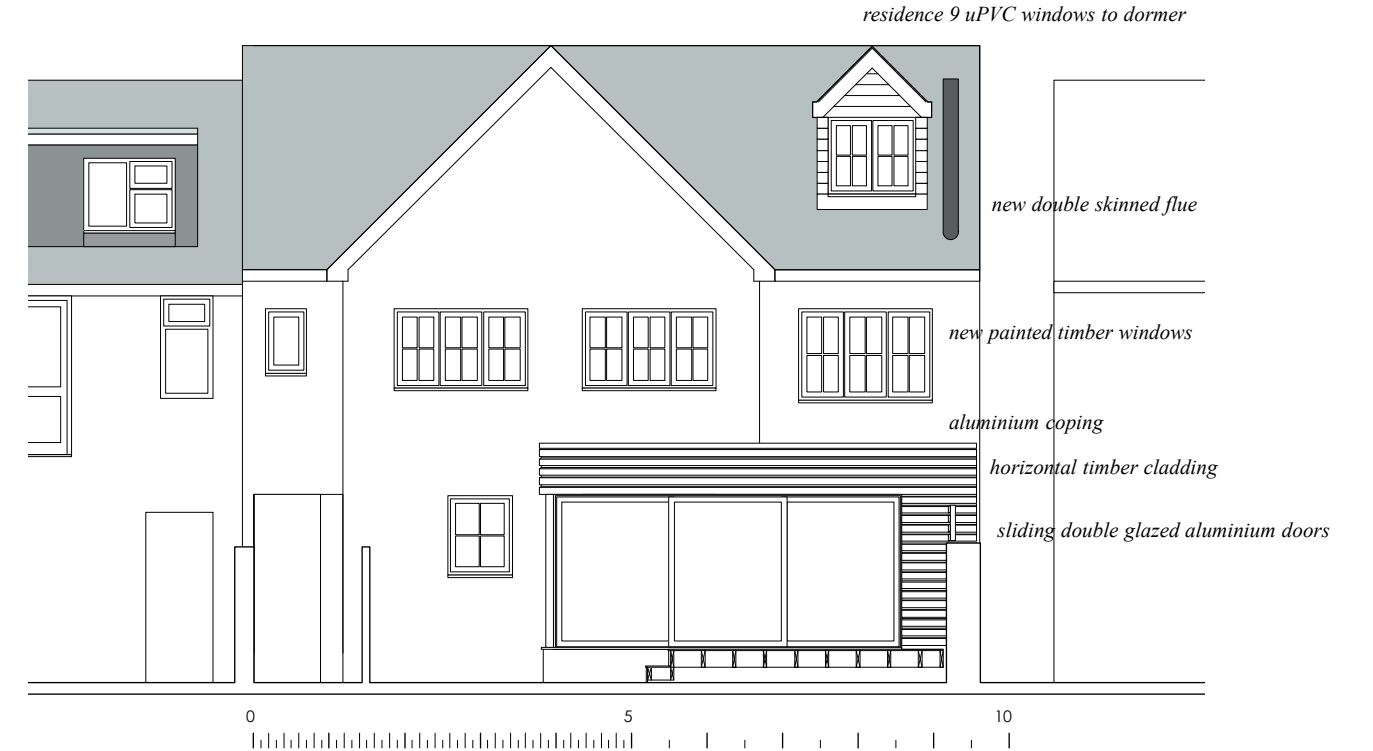 residence 9 uPVC windows to dormer
new double skinned flue
new painted timber windows
aluminium coping
horizontal timber cladding
sliding double glazed aluminium doors
0 5 10